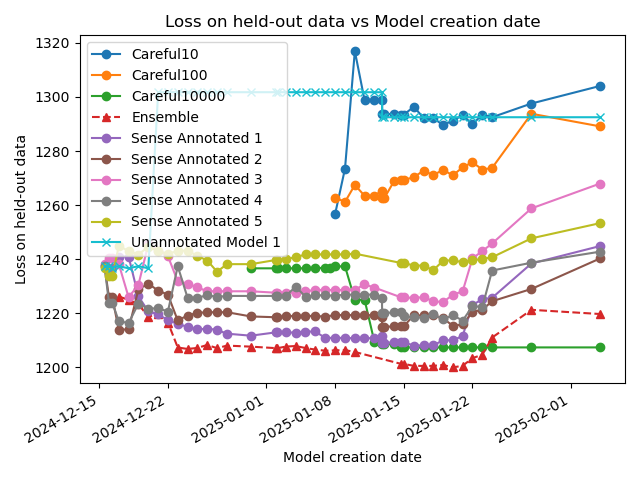 Loss on held-out data vs Model creation date
Loss on held-out data
1320
1300
1280
1260
1240
1220
1200
Careful10
Careful100
Careful10000
Ensemble
Sense Annotated 1
Sense Annotated 2
Sense Annotated 3
Sense Annotated 4
Sense Annotated 5
Unannotated Model 1
2024-12-15
2024-12-22
2025-01-01
2025-01-08
2025-01-15
2025-01-22
2025-02-01
Model creation date